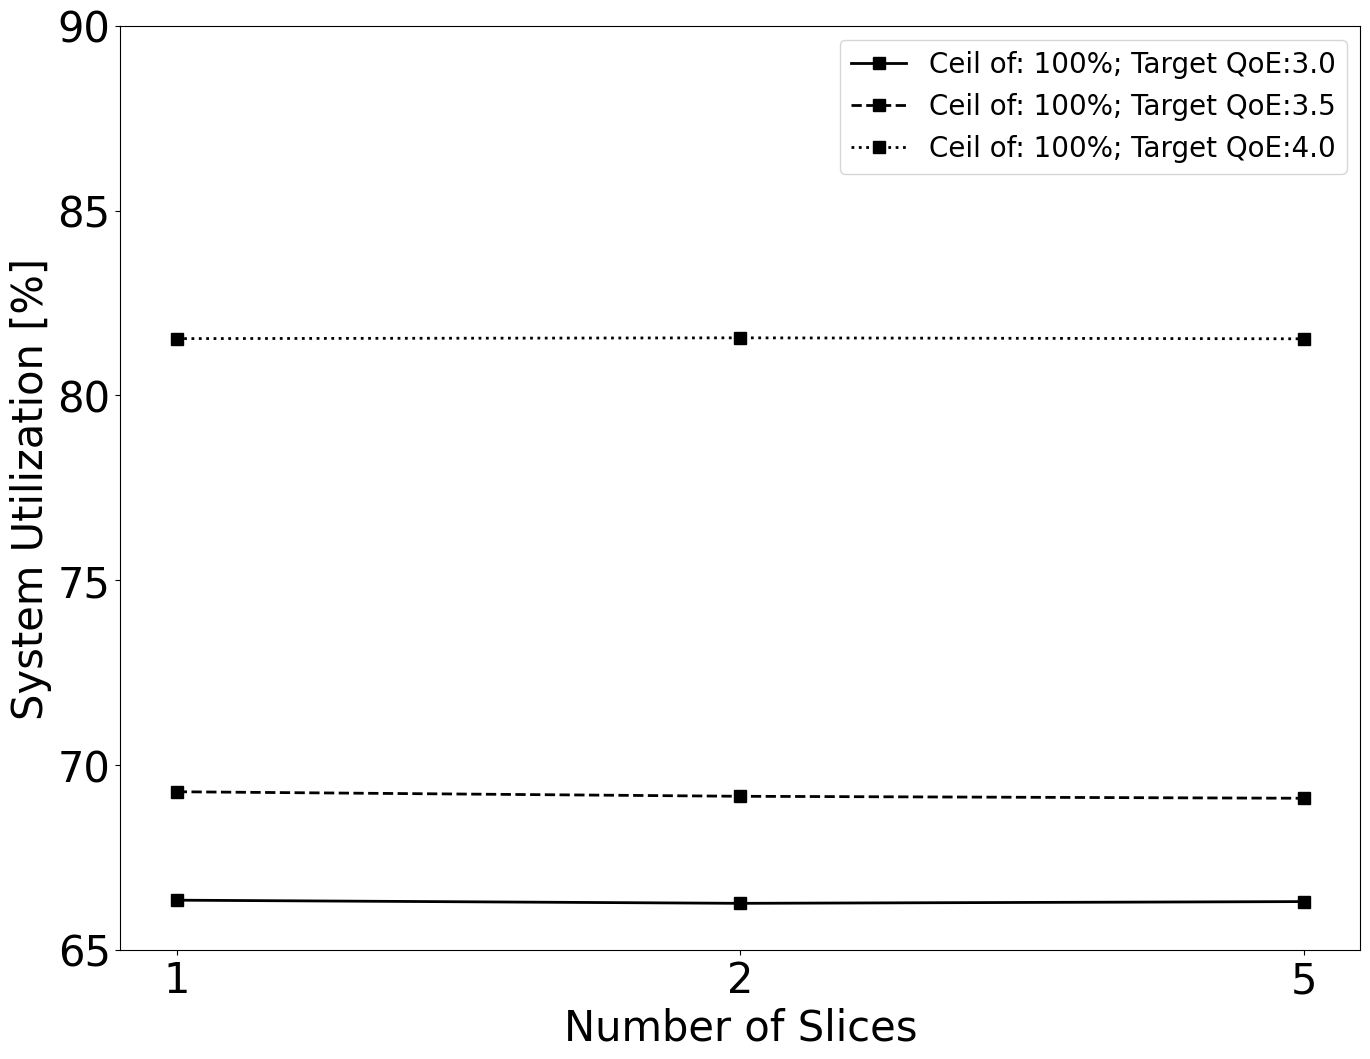 90
85
80
75
70
65
System Utilization [%]
1 2 5
Number of Slices
Ceil of: 100%; Target QoE:3.0
Ceil of: 100%; Target QoE:3.5
Ceil of: 100%; Target QoE:4.0